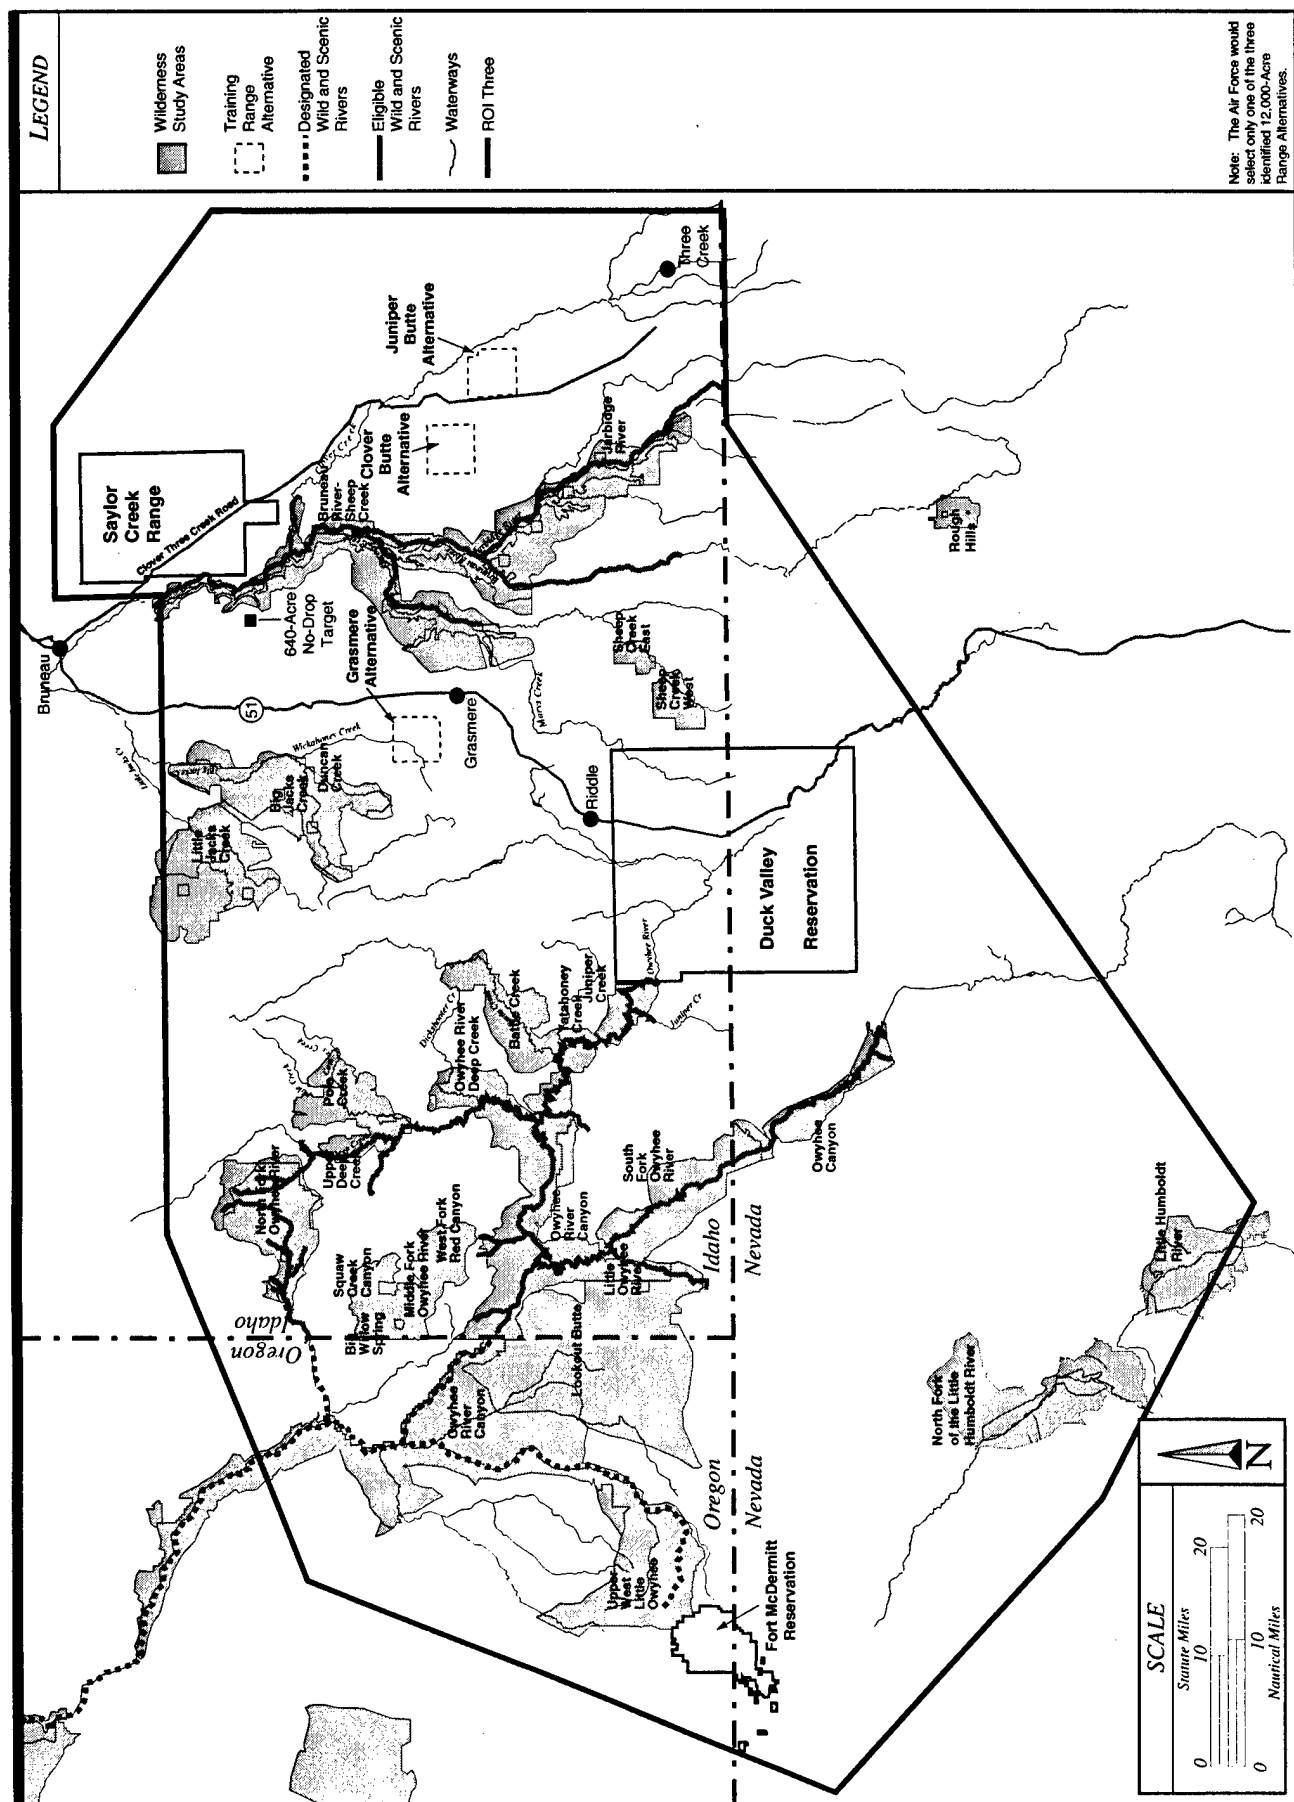 LEGEND
Wilderness
Study Areas
Training
Range
Alternative
Designated
Wild and Scenic
Rivers
Eligible
Wild and Scenic
Rivers
Waterways
ROI Three
Note: The Air Force would
select only one of the three
identified 12,000-Acre
Range Alternatives.
Bruneau
Saylor
Creek
Range
Clover Three Creek Road
640-Acre
No-Drop
Target
Bruneau
River-
Sheep
Creek
Clover
Butte
Alternative
Juniper
Butte
Alternative
Three
Creek
Jarbidge
River
Grasmere
Alternative
51
Grasmere
Riddle
Wickahoney Creek
Marys Creek
Sheep
Creek
East
Sheep
Creek
West
Rough
Hills
Little
Jacks
Creek
Big
Jacks
Creek
Duncan
Creek
Duck Valley
Reservation
Owyhee River
Juniper Cr
Battle Creek
Yatahoney
Creek
Juniper
Creek
Owyhee River
Deep Creek
Pole
Creek
Upper
Deep
Creek
North Fork
Owyhee River
Squaw
Creek
Canyon
Middle Fork
Owyhee River
West Fork
Red Canyon
Big
Willow
Spring
Owyhee
River
Canyon
South
Fork
Owyhee
River
Owyhee
Canyon
Little
Owyhee
River
Idaho
Nevada
Oregon
Idaho
Lookout Butte
Owyhee
River
Canyon
Upper
West
Little
Owyhee
Oregon
Nevada
Fort McDermitt
Reservation
Little Humboldt
River
North Fork
of the Little
Humboldt River
SCALE
Statute Miles
0 10 20
0 10 20
Nautical Miles
N